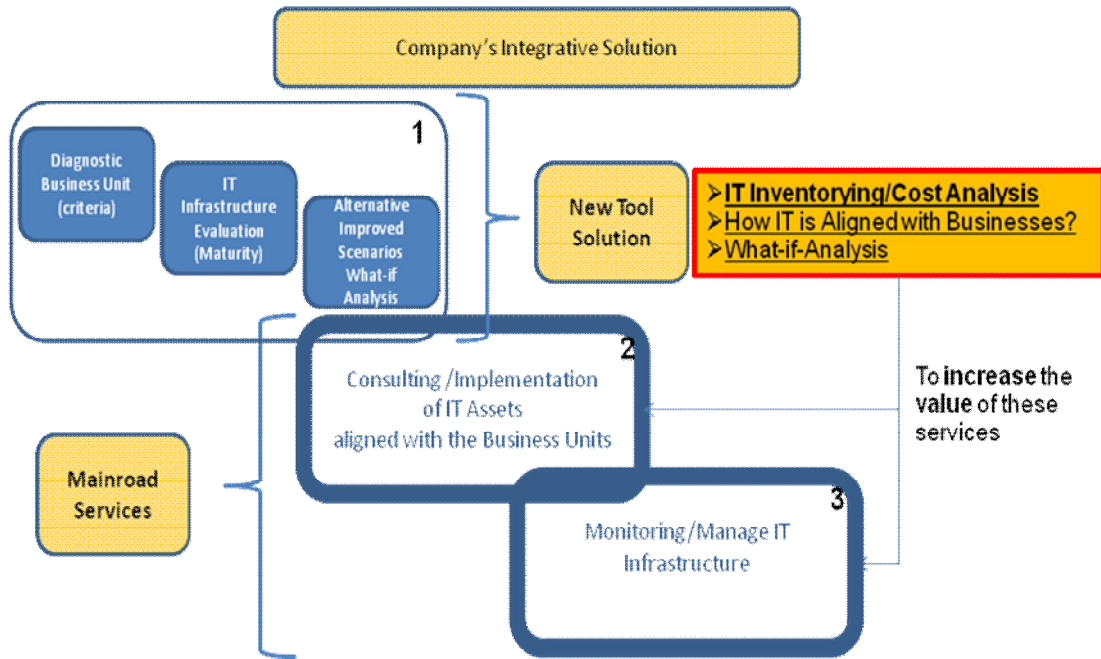 Company's Integrative Solution
1
Diagnostic
Business Unit
(criteria)
IT
Infrastructure
Evaluation
(Maturity)
Alternative
Improved
Scenarios
What-if
Analysis
New Tool
Solution
➢IT Inventorying/Cost Analysis
➢How IT is Aligned with Businesses?
➢What-if-Analysis
2
Consulting /Implementation
of IT Assets
aligned with the Business Units
To increase the
value of these
services
Mainroad
Services
3
Monitoring/Manage IT
Infrastructure